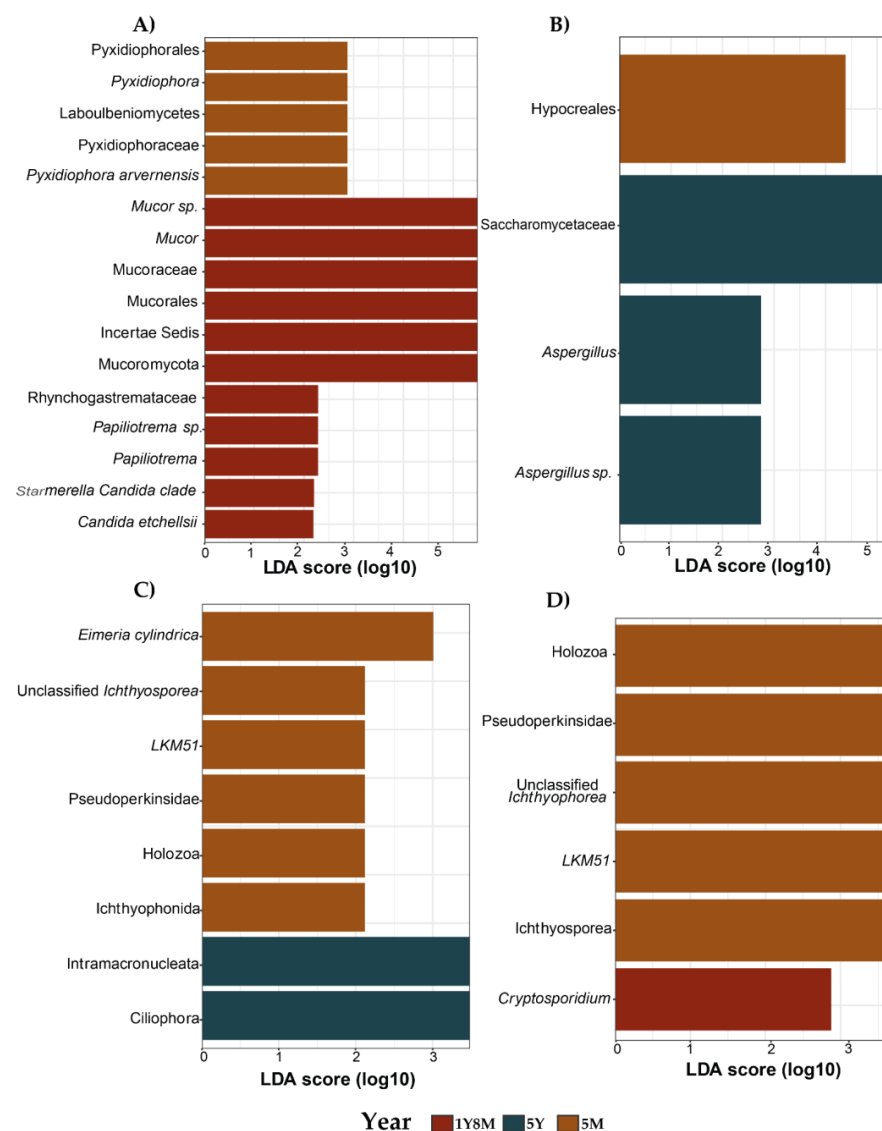 A)
Pyxidiophorales
Pyxidiophora
Laboulbeniomycetes
Pyxidiophoraceae
Pyxidiophora arvernensis
Mucor sp.
Mucor
Mucoraceae
Mucorales
Incertae Sedis
Mucoromycota
Rhynchogastremataceae
Papiliotrema sp.
Papiliotrema
Starmerella Candida clade
Candida etchellsii
0 1 2 3 4 5
LDA score (log10)
B)
Hypocreales
Saccharomycetaceae
Aspergillus
Aspergillus sp.
0 1 2 3 4 5
LDA score (log10)
C)
Eimeria cylindrica
Unclassified Ichthyosporea
LKM51
Pseudoperkinsidae
Holozoa
Ichthyophonida
Intramacronucleata
Ciliophora
0 1 2 3
LDA score (log10)
D)
Holozoa
Pseudoperkinsidae
Unclassified
Ichthyophorea
LKM51
Ichthyosporea
Cryptosporidium
0 1 2 3
LDA score (log10)
Year 1Y8M 5Y 5M